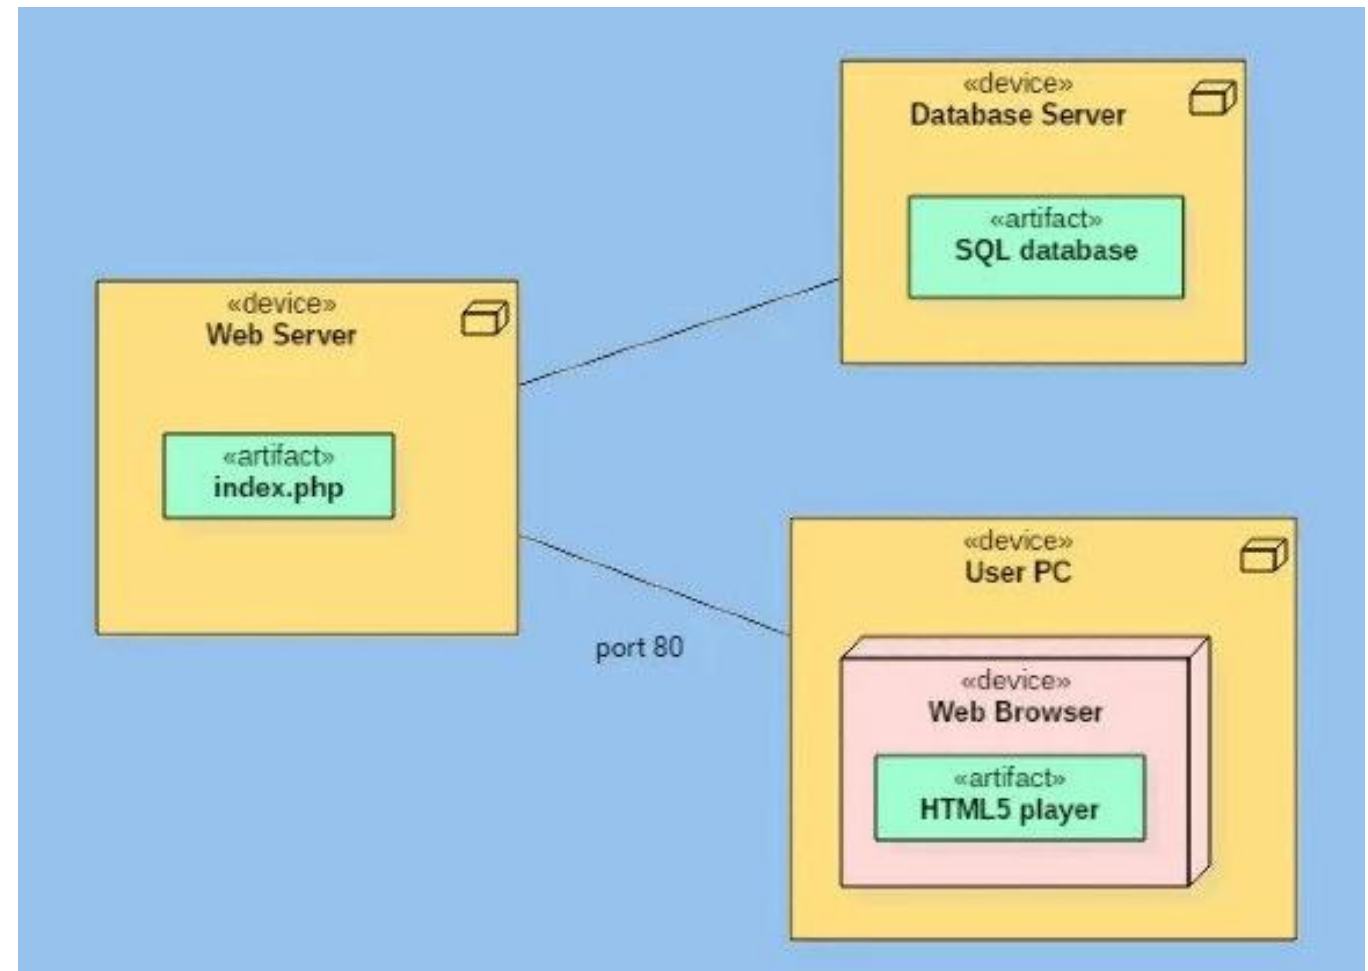 «device»
Database Server
«artifact»
SQL database
«device»
Web Server
«artifact»
index.php
port 80
«device»
User PC
«device»
Web Browser
«artifact»
HTML5 player